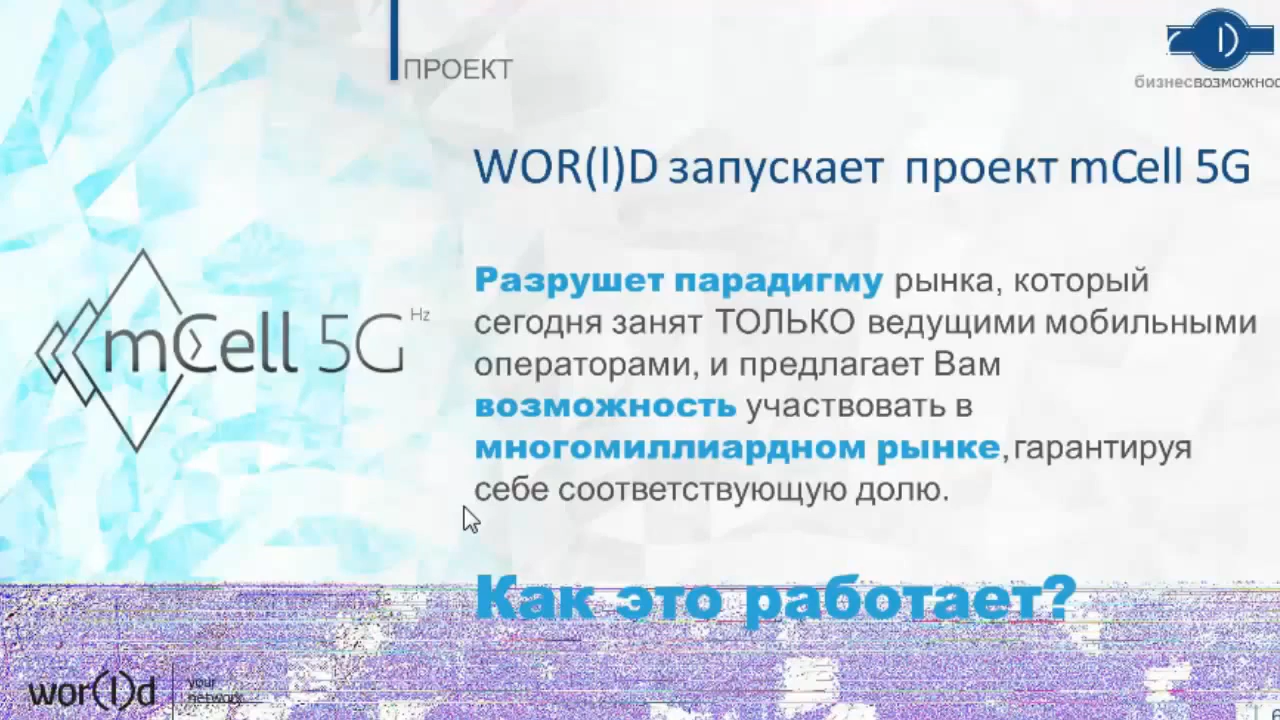 ПРОЕКТ
бизнесвозможнос
WOR(l)D запускает проект mCell 5G
Разрушет парадигму рынка, который
сегодня занят ТОЛЬКО ведущими мобильными
операторами, и предлагает Вам
возможность участвовать в
многомиллиардном рынке, гарантируя
себе соответствующую долю.
mCell 5G Hz
Как это работает?
wor(l)d
your
network